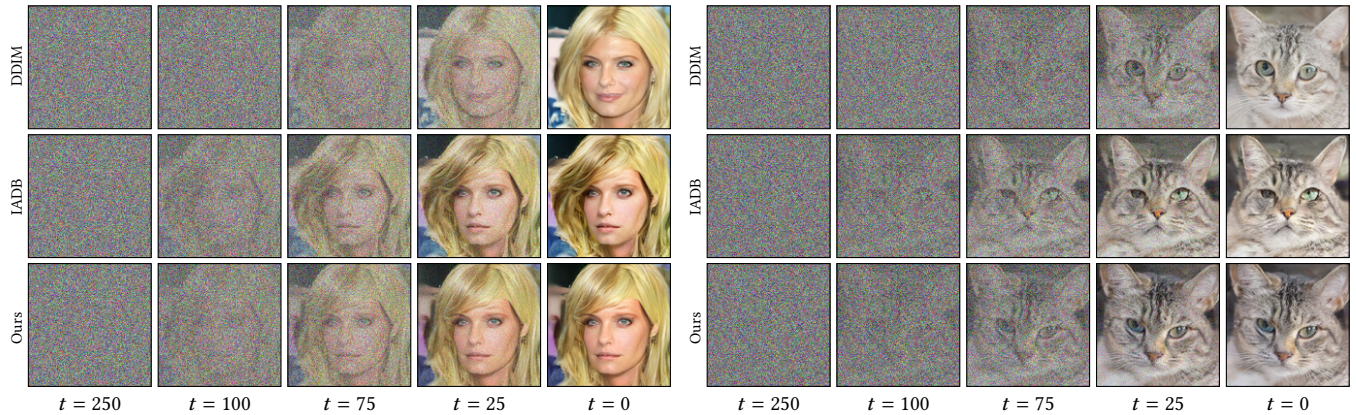 DDIM
DDIM
IADB
IADB
Ours
Ours
t = 250 t = 100 t = 75 t = 25 t = 0 t = 250 t = 100 t = 75 t = 25 t = 0